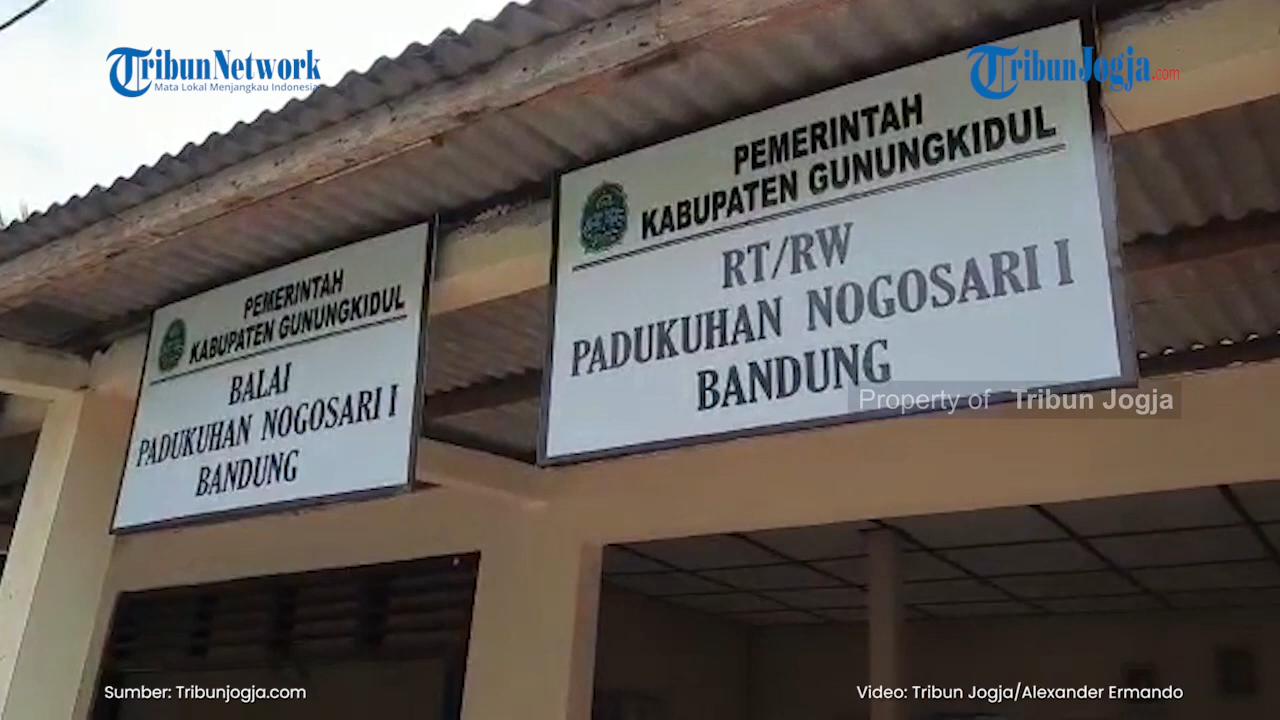 TribunNetwork
Mata Lokal Menjangkau Indonesia
TribunJogja.com
PEMERINTAH
KABUPATEN GUNUNGKIDUL
BALAI
PADUKUHAN NOGOSARI I
BANDUNG
PEMERINTAH
KABUPATEN GUNUNGKIDUL
RT/RW
PADUKUHAN NOGOSARI I
BANDUNG
Property of Tribun Jogja
Sumber: Tribunjogja.com
Video: Tribun Jogja/Alexander Ermando